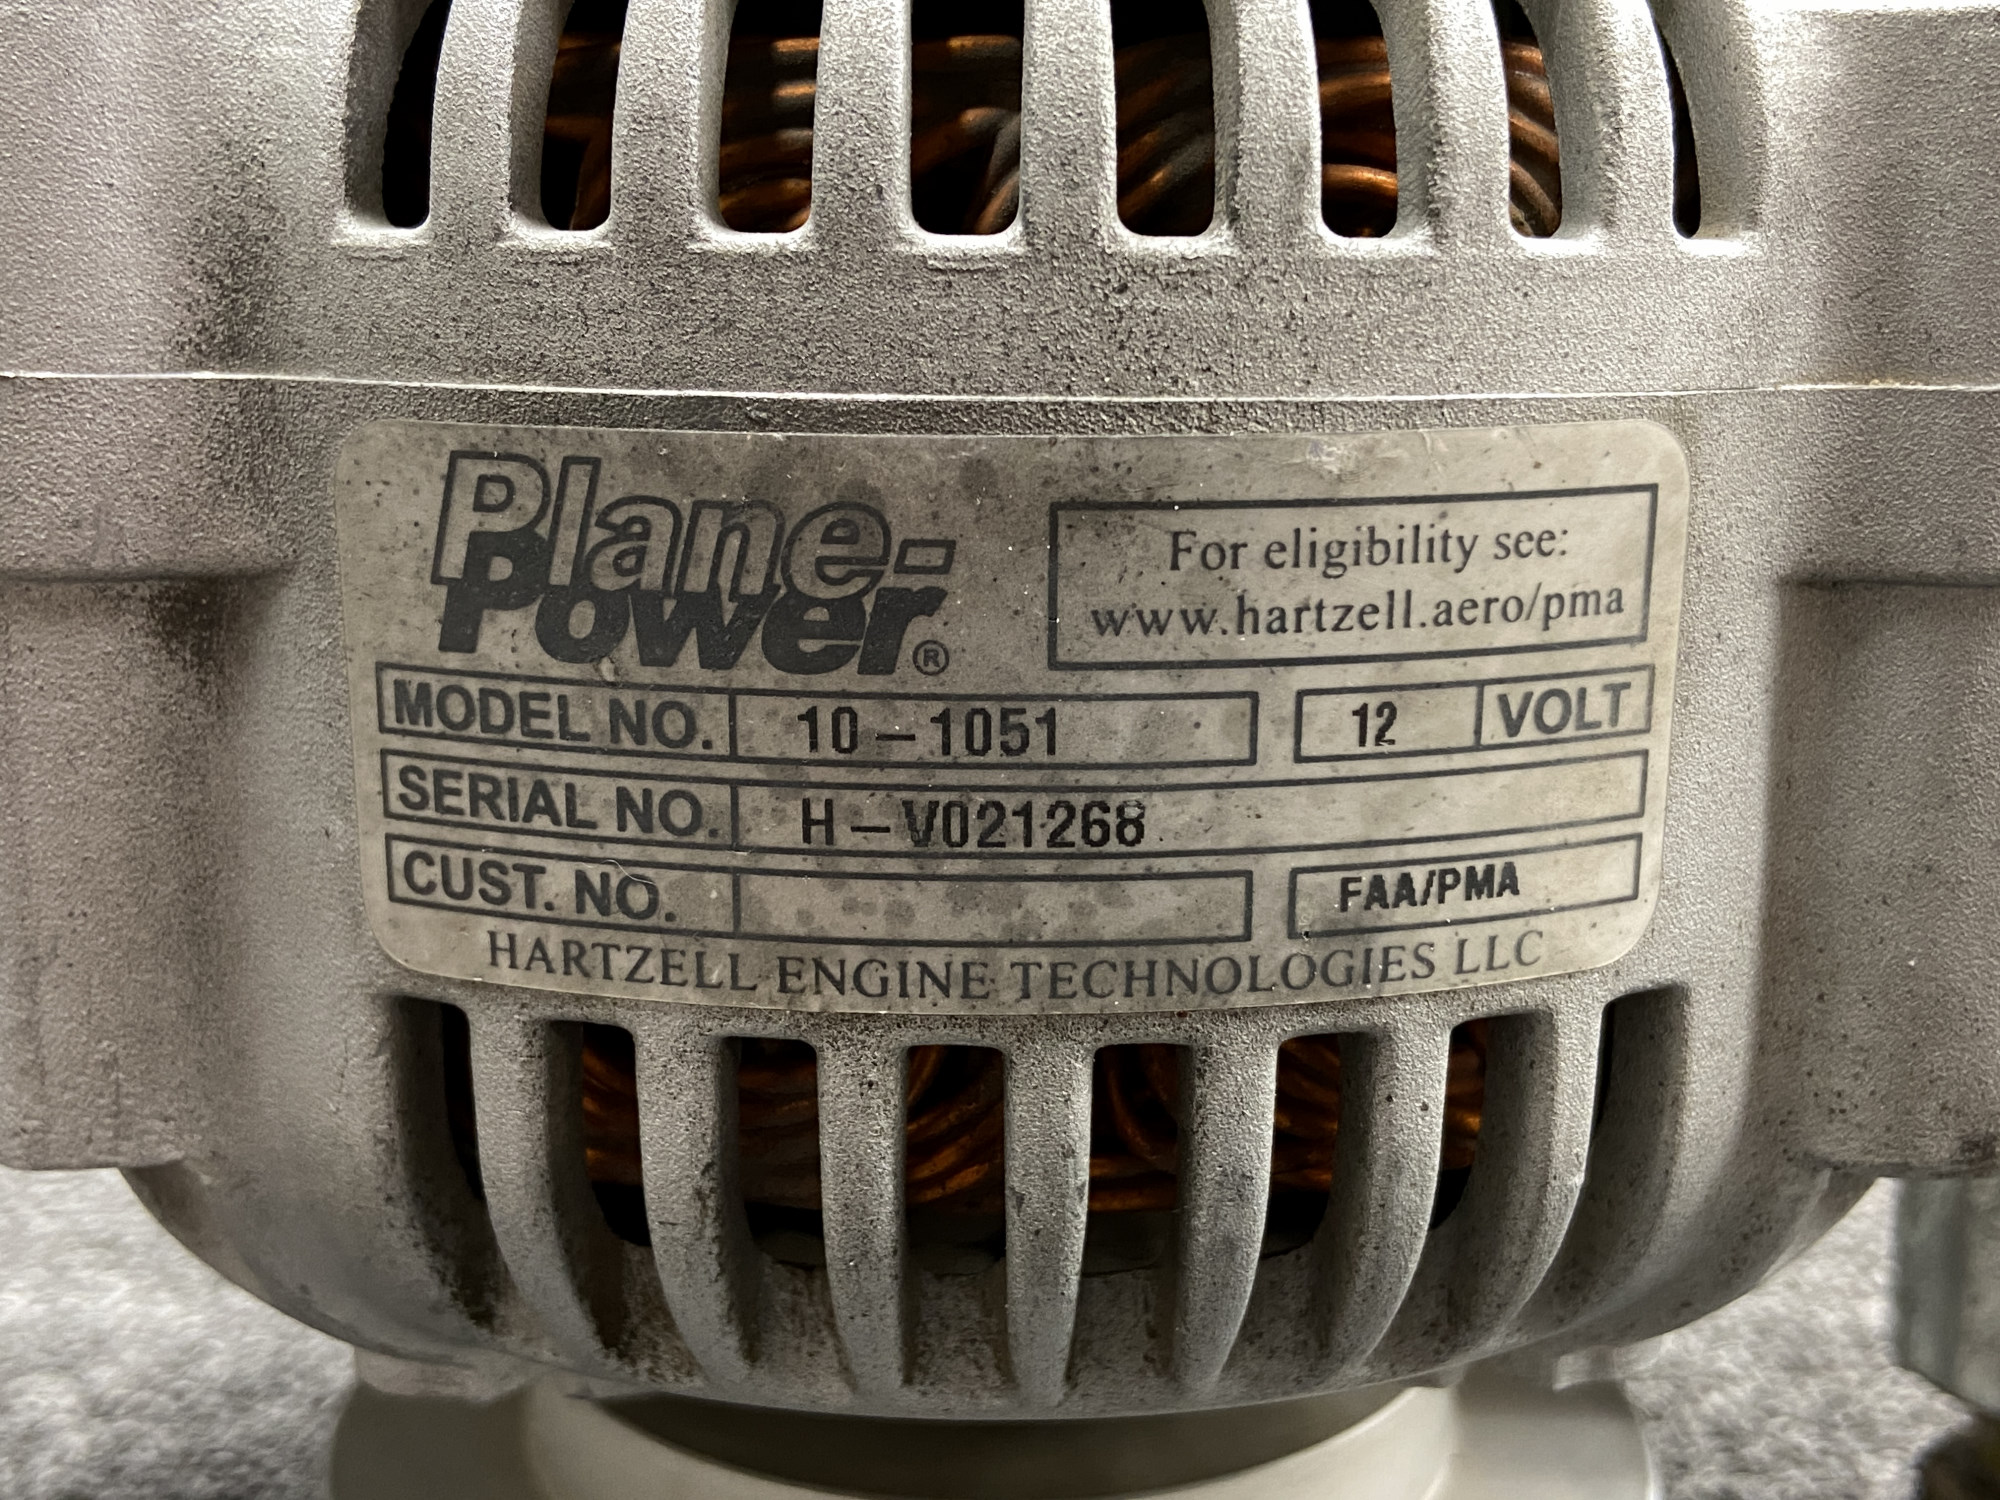 Plane-
Power®
For eligibility see:
www.hartzell.aero/pma
MODEL NO. 10-1051 12 VOLT
SERIAL NO. H-V021268
CUST. NO. FAA/PMA
HARTZELL ENGINE TECHNOLOGIES LLC